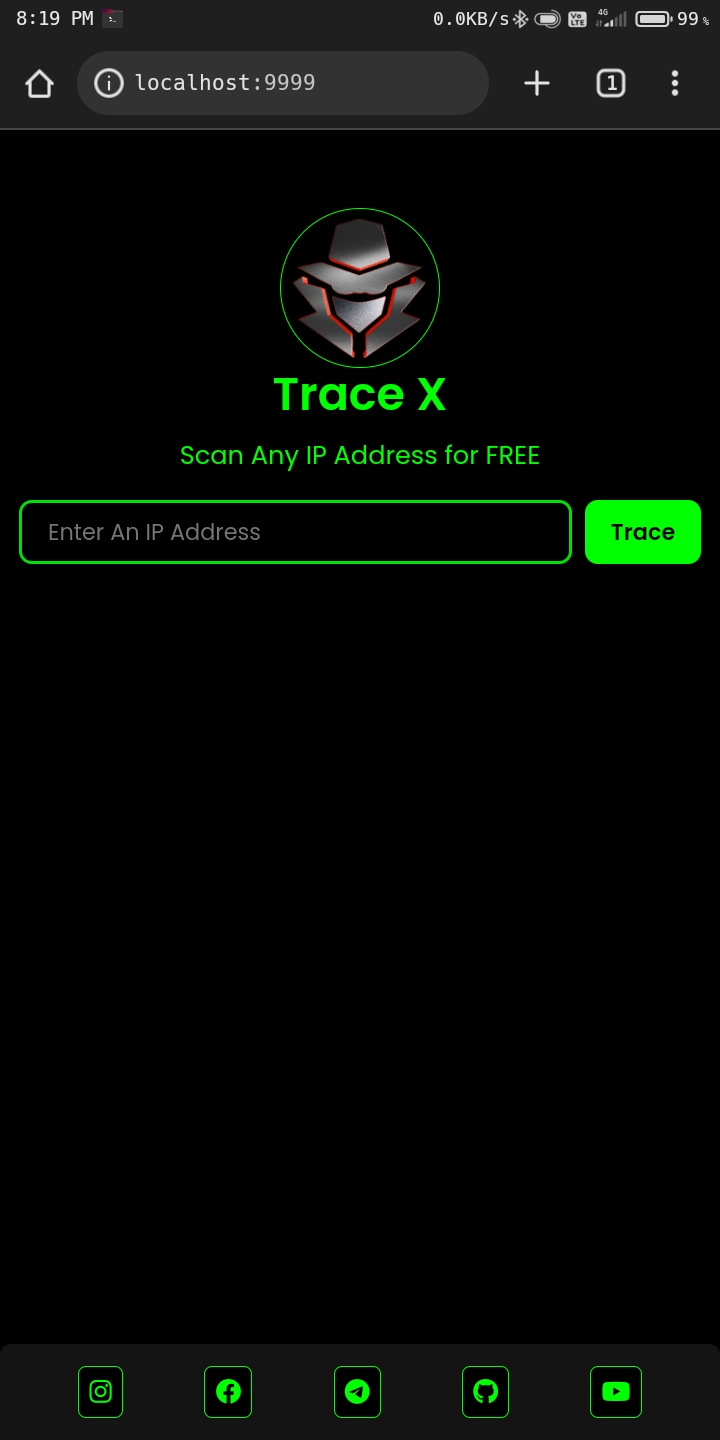 8:19 PM 0.0KB/s Vo LTE 4G 99 %
localhost:9999 1
Trace X
Scan Any IP Address for FREE
Enter An IP Address Trace